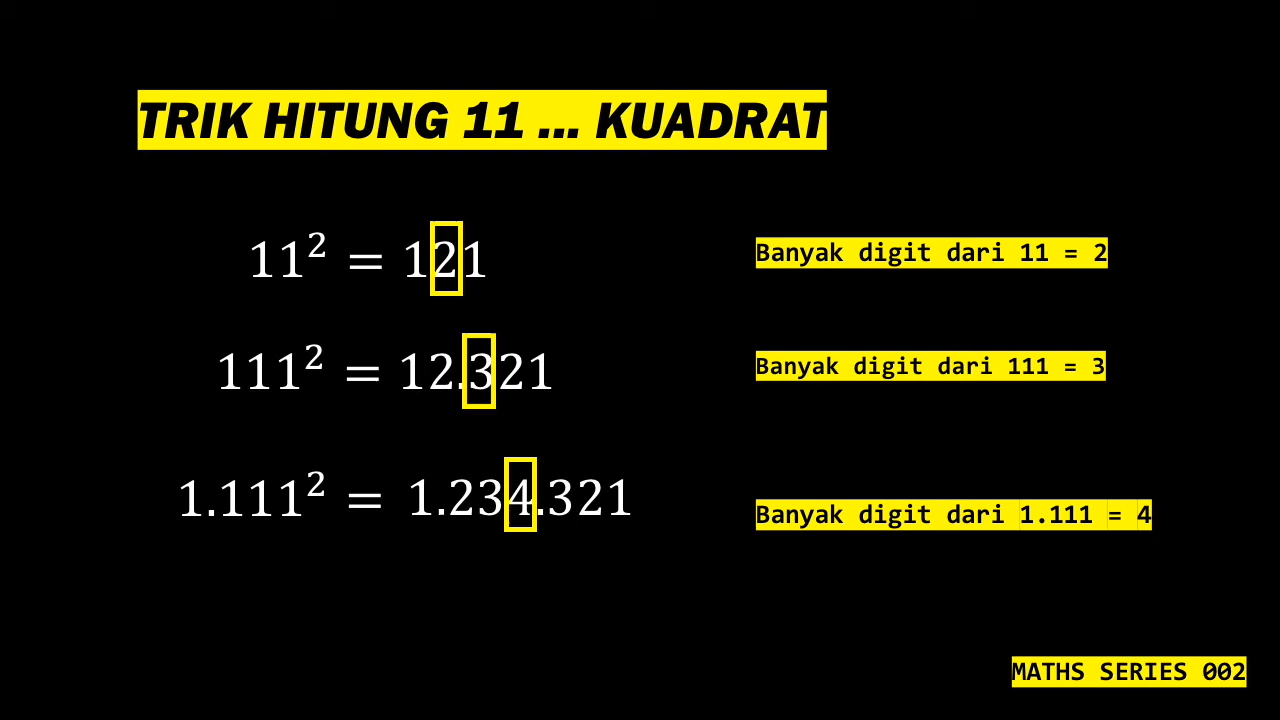 TRIK HITUNG 11 ... KUADRAT
11² = 121
Banyak digit dari 11 = 2
111² = 12.321
Banyak digit dari 111 = 3
1.111² = 1.234.321
Banyak digit dari 1.111 = 4
MATHS SERIES 002